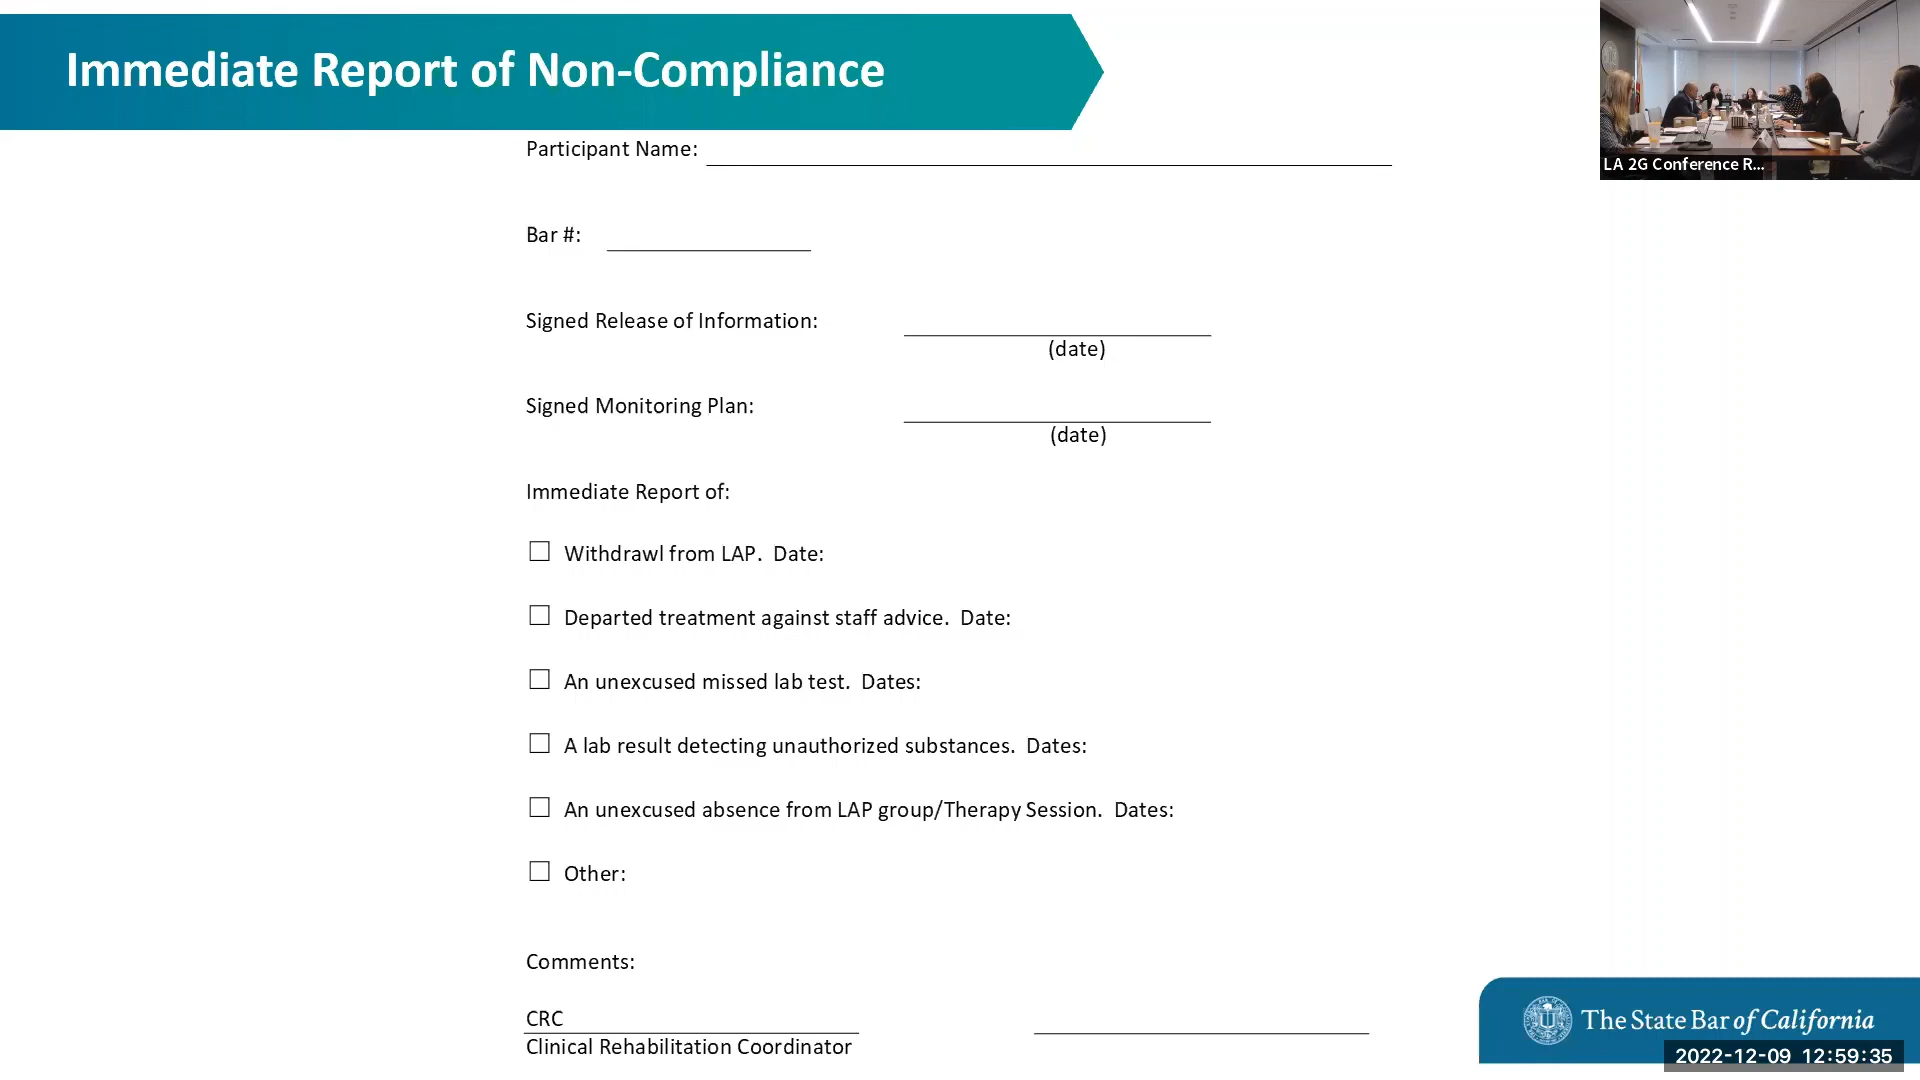 Immediate Report of Non-Compliance
LA 2G Conference R...
Participant Name:
Bar #:
Signed Release of Information:
(date)
Signed Monitoring Plan:
(date)
Immediate Report of:
☐ Withdrawl from LAP. Date:
☐ Departed treatment against staff advice. Date:
☐ An unexcused missed lab test. Dates:
☐ A lab result detecting unauthorized substances. Dates:
☐ An unexcused absence from LAP group/Therapy Session. Dates:
☐ Other:
Comments:
CRC
Clinical Rehabilitation Coordinator
The State Bar of California
2022-12-09 12:59:35